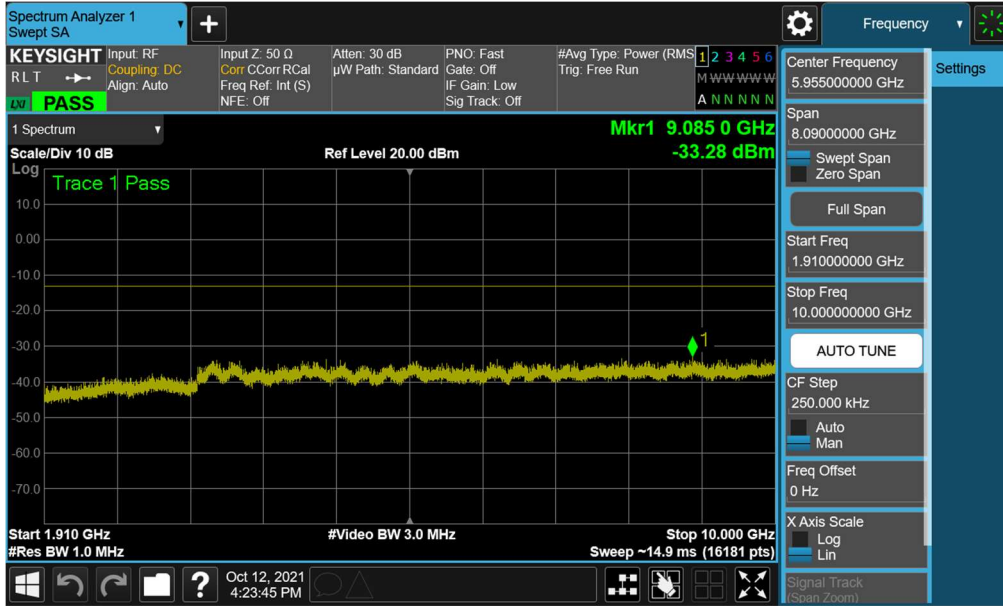 Spectrum Analyzer 1
Swept SA
Frequency
KEYSIGHT
R L T
LXI
PASS
Input: RF
Coupling: DC
Align: Auto
Input Z: 50 Ω
Corr CCorr RCal
Freq Ref: Int (S)
NFE: Off
Atten: 30 dB
µW Path: Standard
PNO: Fast
Gate: Off
IF Gain: Low
Sig Track: Off
#Avg Type: Power (RMS
Trig: Free Run
1 2 3 4 5 6
M W W W W W
A N N N N N
1 Spectrum
Scale/Div 10 dB
Ref Level 20.00 dBm
Mkr1 9.085 0 GHz
-33.28 dBm
Log
Trace 1 Pass
10.0
0.00
-10.0
-20.0
-30.0
-40.0
-50.0
-60.0
-70.0
1
Start 1.910 GHz
#Res BW 1.0 MHz
#Video BW 3.0 MHz
Stop 10.000 GHz
Sweep ~14.9 ms (16181 pts)
?
Oct 12, 2021
4:23:45 PM
Center Frequency
5.955000000 GHz
Span
8.09000000 GHz
Swept Span
Zero Span
Full Span
Start Freq
1.910000000 GHz
Stop Freq
10.000000000 GHz
AUTO TUNE
CF Step
250.000 kHz
Auto
Man
Freq Offset
0 Hz
X Axis Scale
Log
Lin
Signal Track
(Span Zoom)
Settings